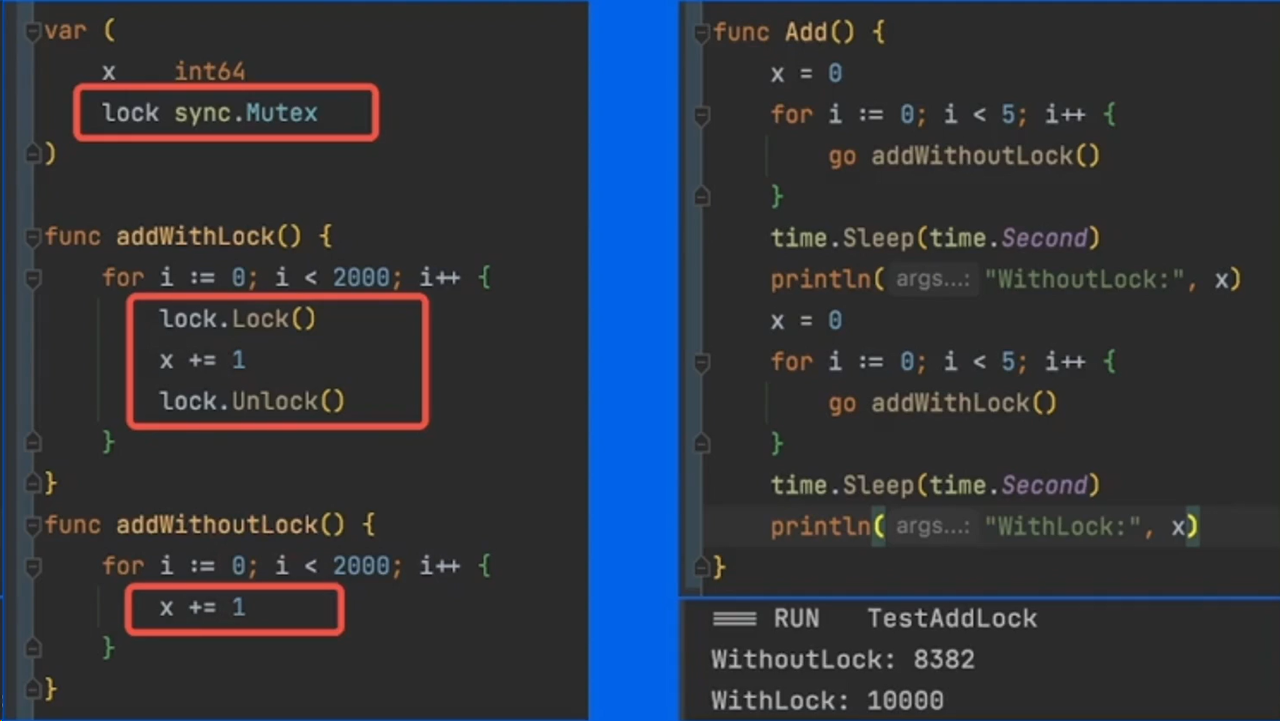 var (
    x    int64
    lock sync.Mutex
)
func addWithLock() {
    for i := 0; i < 2000; i++ {
        lock.Lock()
        x += 1
        lock.Unlock()
    }
}
func addWithoutLock() {
    for i := 0; i < 2000; i++ {
        x += 1
    }
}
func Add() {
    x = 0
    for i := 0; i < 5; i++ {
        go addWithoutLock()
    }
    time.Sleep(time.Second)
    println( args...: "WithoutLock:", x)
    x = 0
    for i := 0; i < 5; i++ {
        go addWithLock()
    }
    time.Sleep(time.Second)
    println( args...: "WithLock:", x)
}
=== RUN   TestAddLock
WithoutLock: 8382
WithLock: 10000